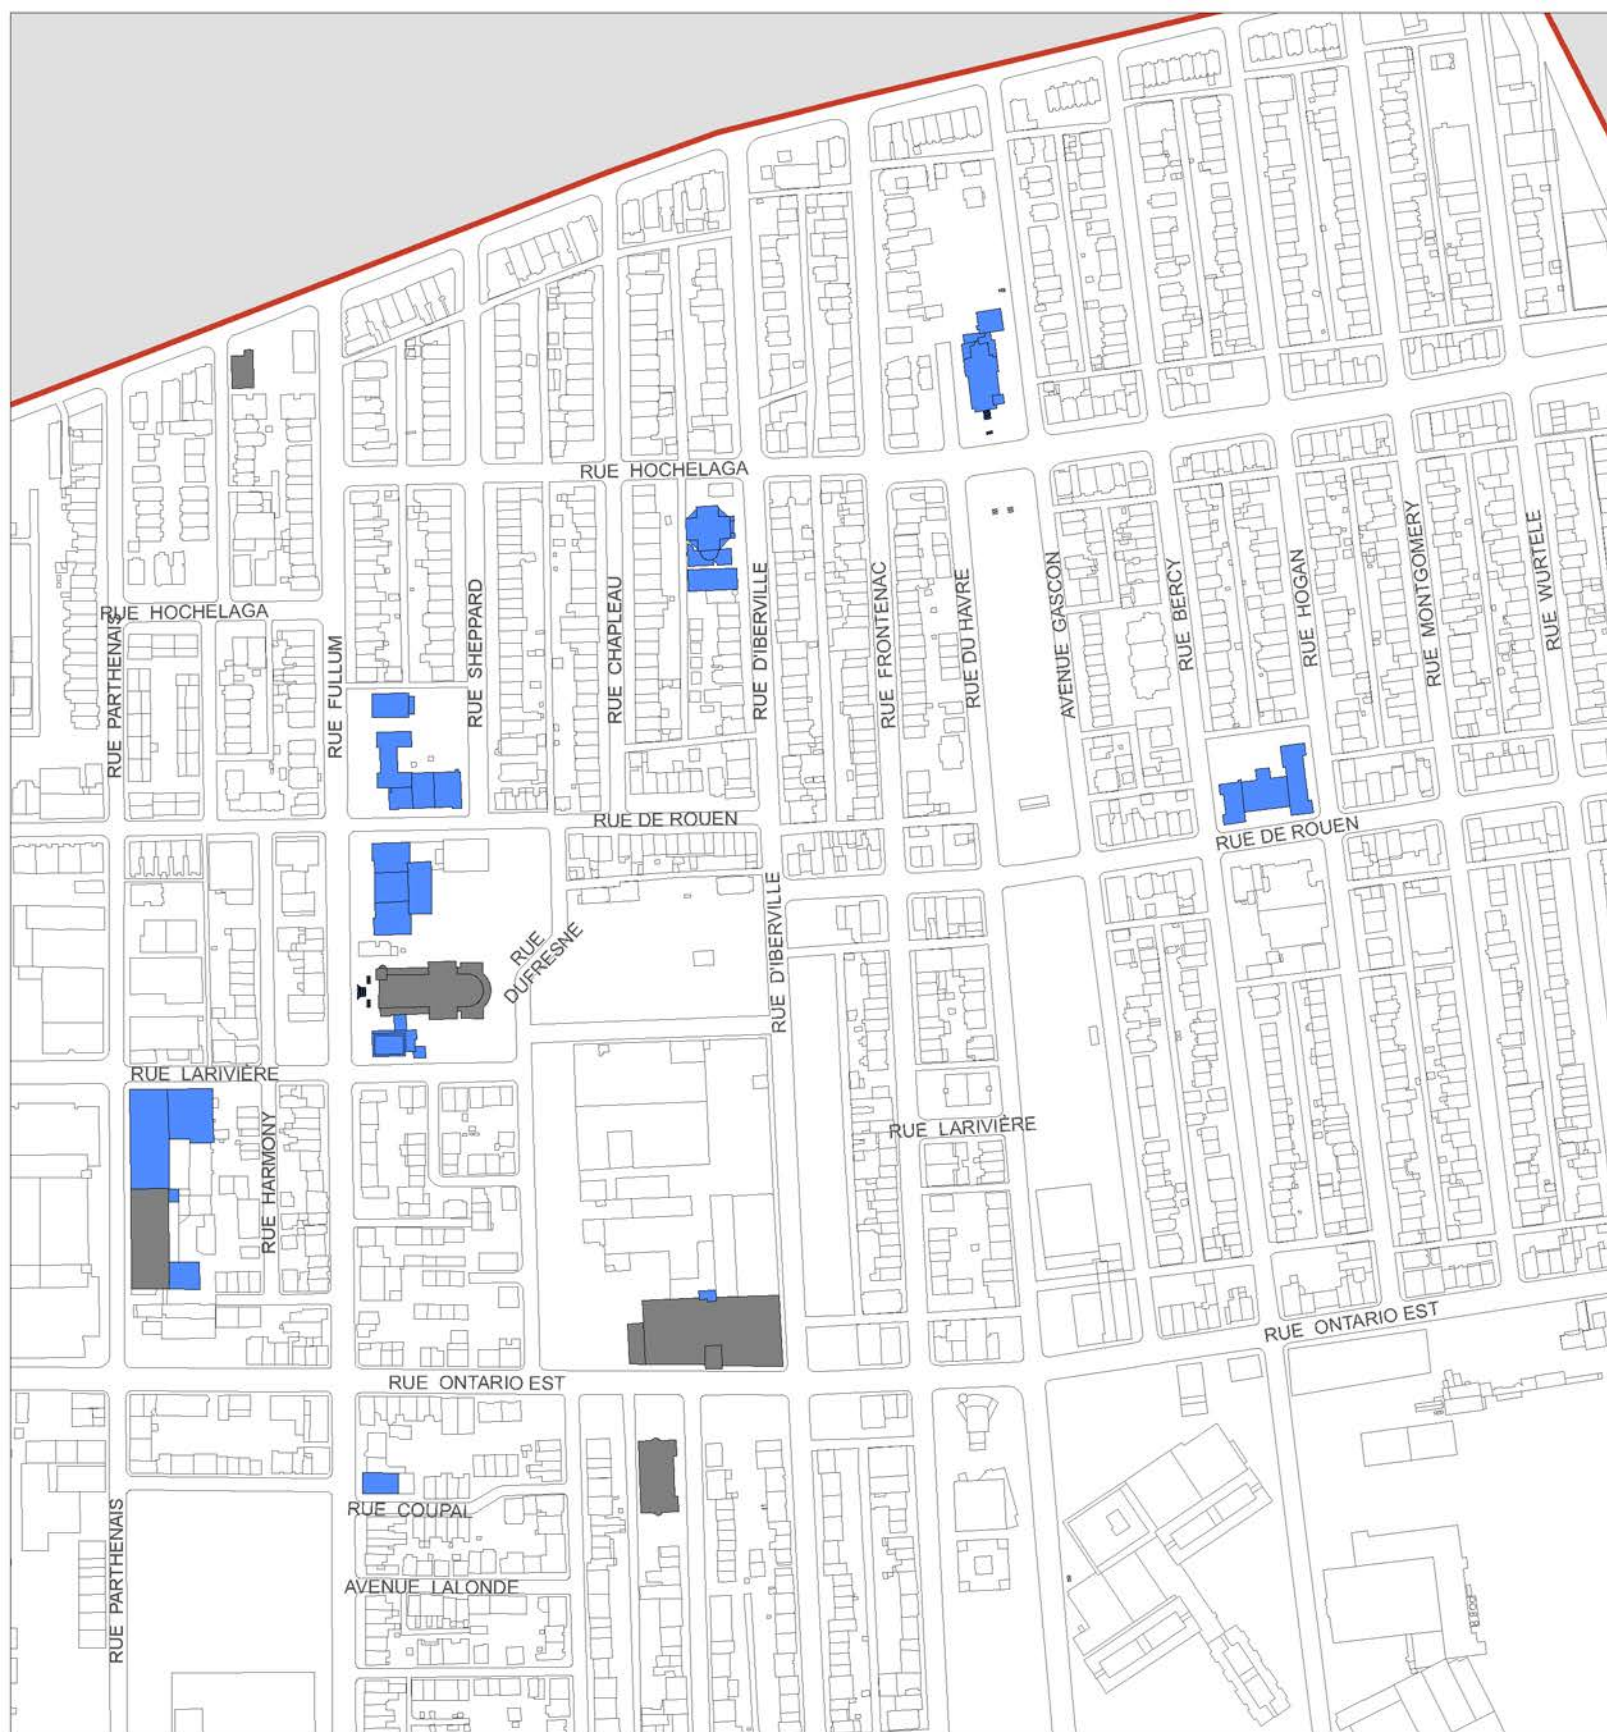 RUE HOCHELAGA
RUE HOCHELAGA
RUE PARTHENAIS
RUE FULLUM
RUE SHEPPARD
RUE CHAPLEAU
RUE D'IBERVILLE
RUE FRONTENAC
RUE DU HAVRE
AVENUE GASCON
RUE BERCY
RUE HOGAN
RUE MONTGOMERY
RUE WURTELE
RUE DE ROUEN
RUE DE ROUEN
RUE
DUFRESNE
RUE D'IBERVILLE
RUE LARIVIÈRE
RUE HARMONY
RUE LARIVIÈRE
RUE ONTARIO EST
RUE ONTARIO EST
RUE COUPAL
RUE PARTHENAIS
AVENUE LALONDE